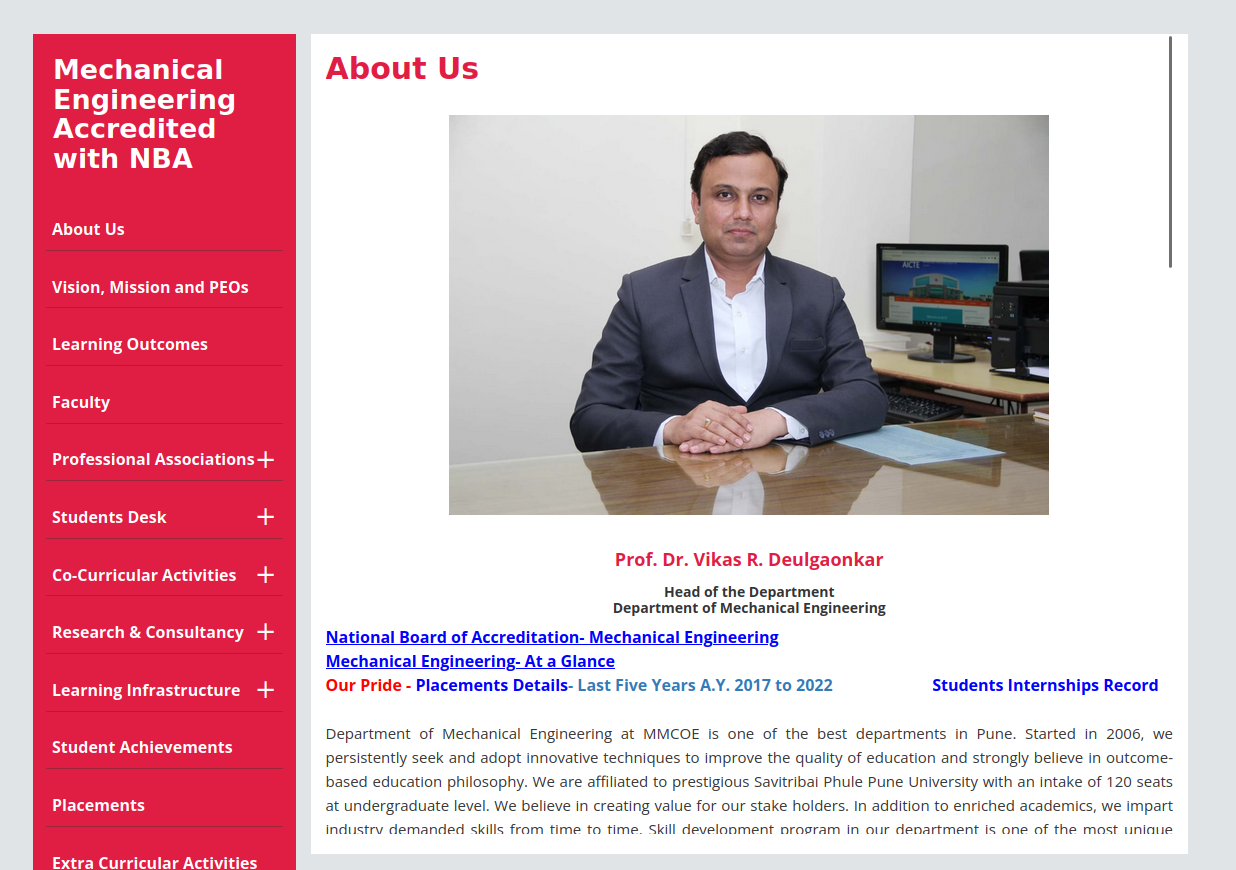 Mechanical
Engineering
Accredited
with NBA
About Us
Vision, Mission and PEOs
Learning Outcomes
Faculty
Professional Associations
Students Desk
Co-Curricular Activities
Research & Consultancy
Learning Infrastructure
Student Achievements
Placements
Extra Curricular Activities
About Us
AICTE
Prof. Dr. Vikas R. Deulgaonkar
Head of the Department
Department of Mechanical Engineering
National Board of Accreditation- Mechanical Engineering
Mechanical Engineering- At a Glance
Our Pride - Placements Details- Last Five Years A.Y. 2017 to 2022 Students Internships Record
Department of Mechanical Engineering at MMCOE is one of the best departments in Pune. Started in 2006, we
persistently seek and adopt innovative techniques to improve the quality of education and strongly believe in outcome-
based education philosophy. We are affiliated to prestigious Savitribai Phule Pune University with an intake of 120 seats
at undergraduate level. We believe in creating value for our stake holders. In addition to enriched academics, we impart
industry demanded skills from time to time. Skill development program in our department is one of the most unique